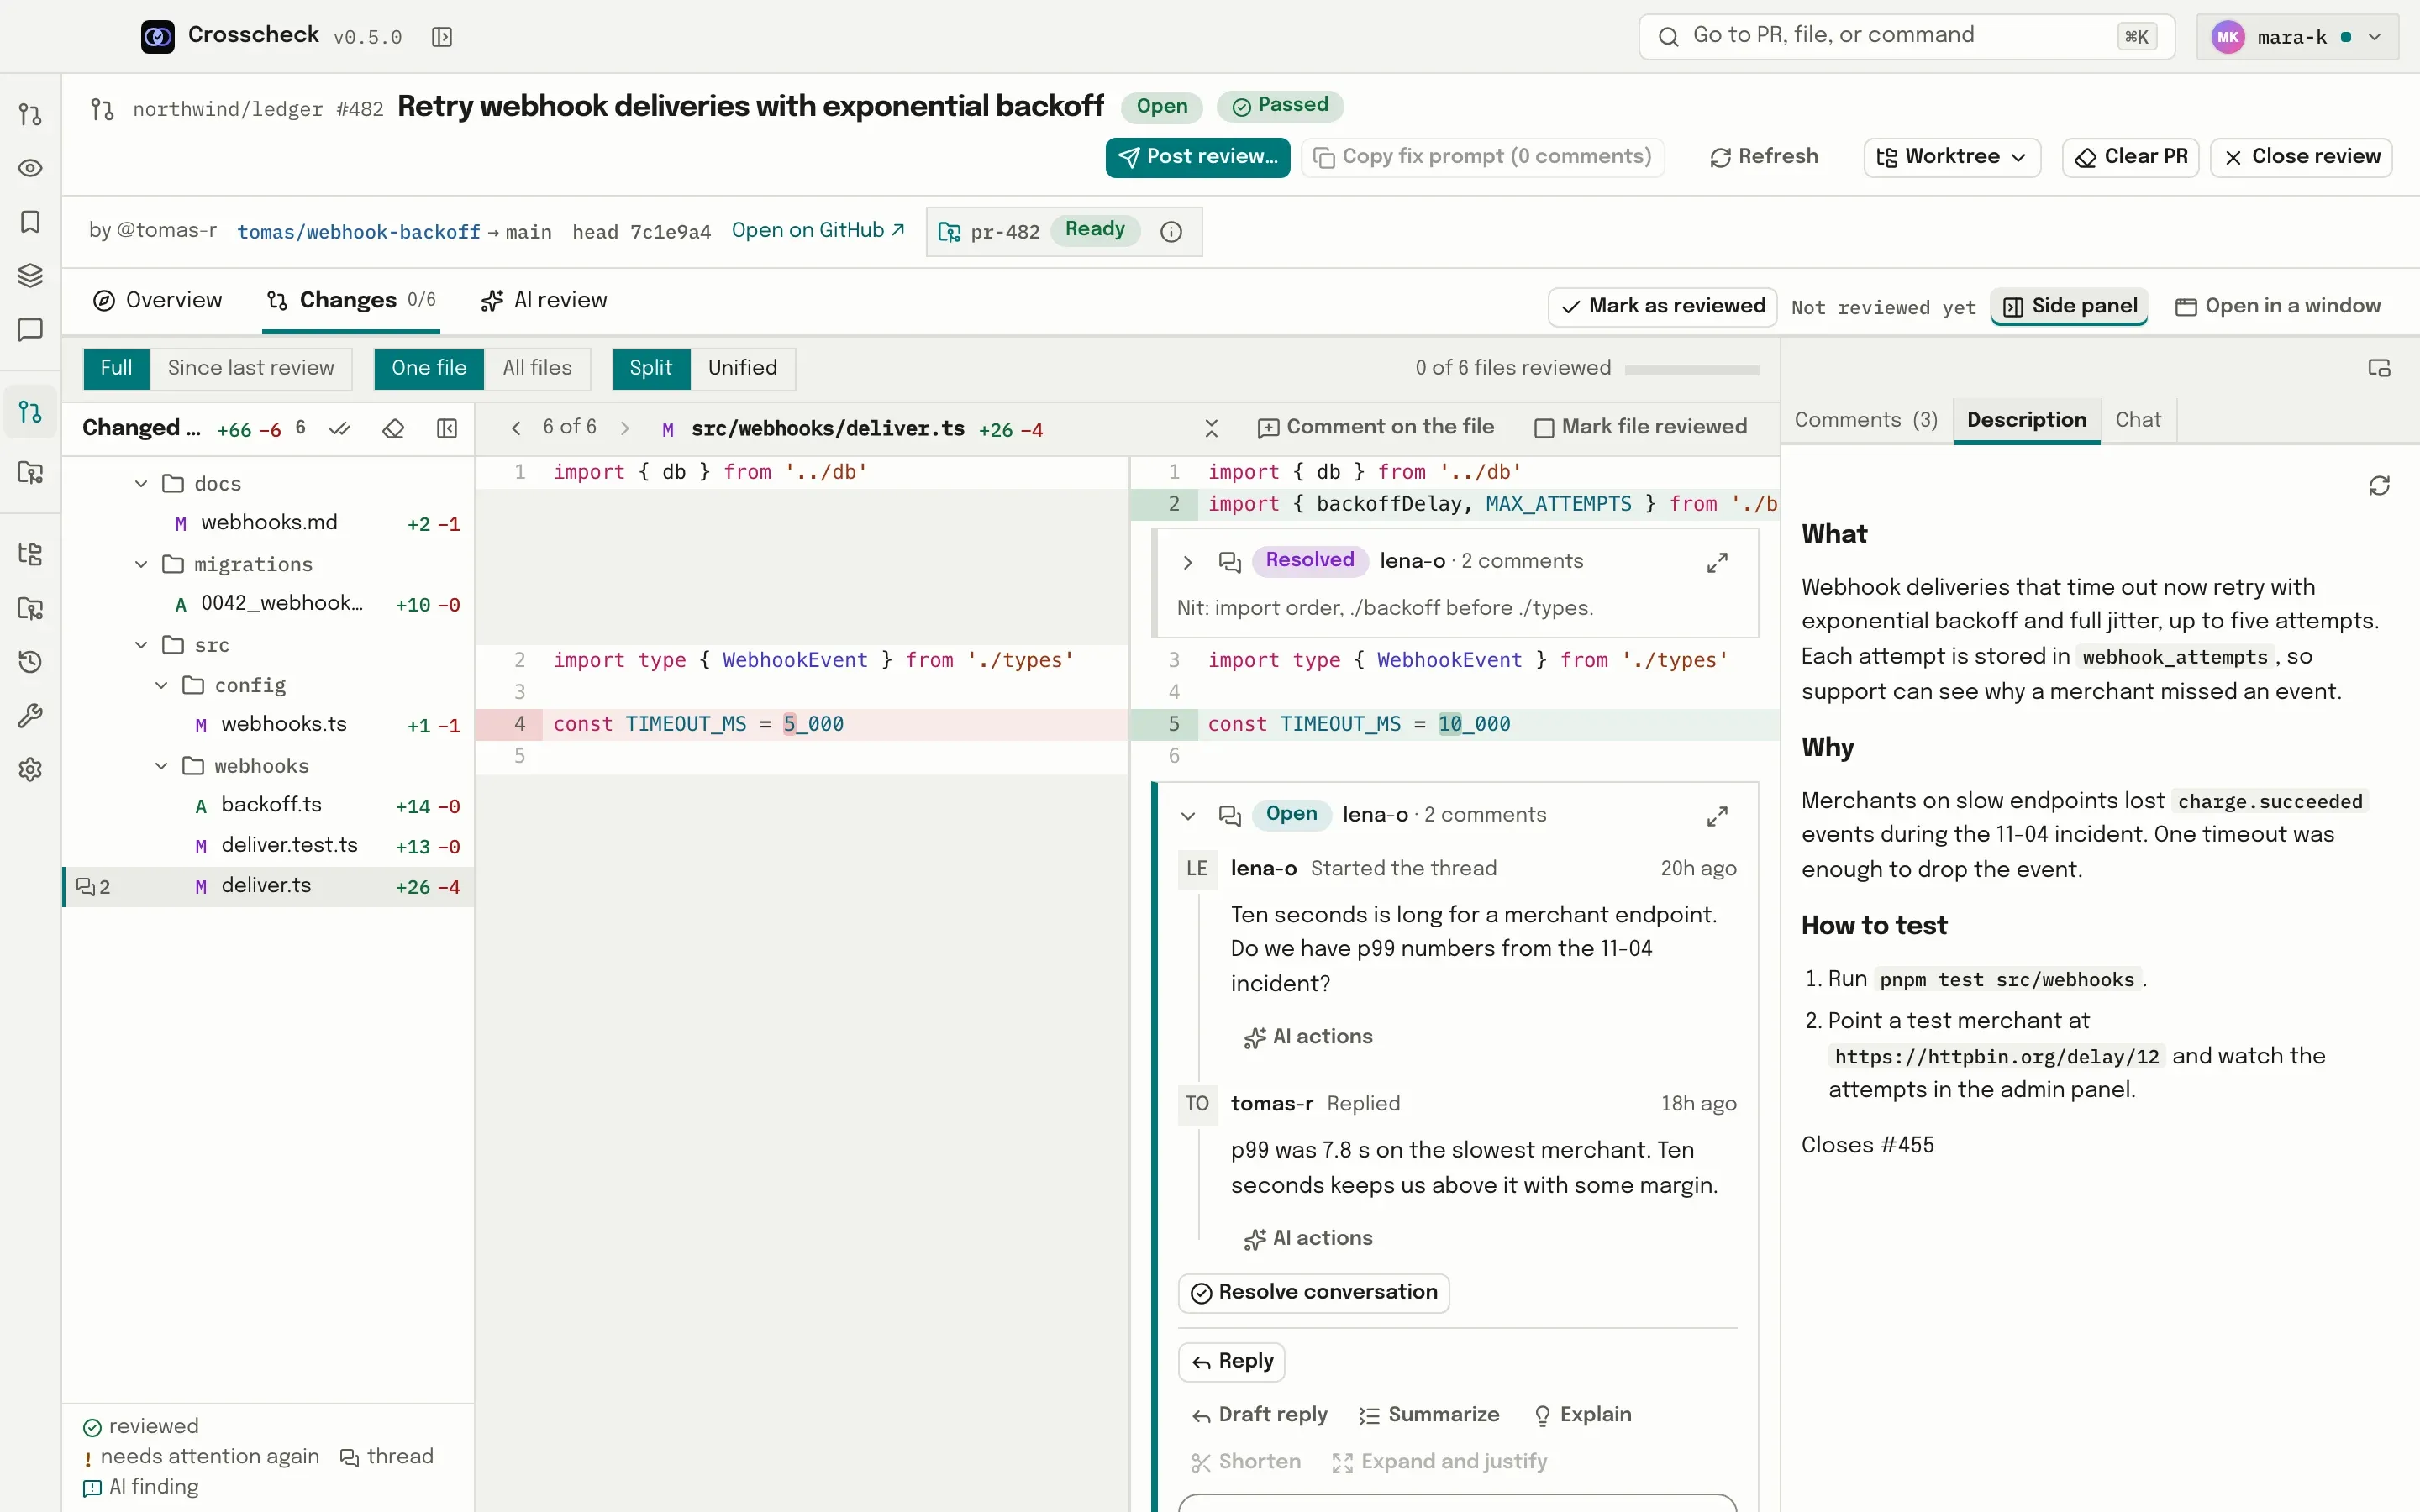 Crosscheck v0.5.0
Go to PR, file, or command ⌘K
MK mara-k
northwind/ledger #482 Retry webhook deliveries with exponential backoff Open Passed
Post review… Copy fix prompt (0 comments) Refresh Worktree Clear PR Close review
by @tomas-r tomas/webhook-backoff → main head 7c1e9a4 Open on GitHub ↗ pr-482 Ready
Overview Changes 0/6 AI review
Mark as reviewed Not reviewed yet Side panel Open in a window
Full Since last review One file All files Split Unified
0 of 6 files reviewed
Changed … +66 −6 6
docs
M webhooks.md +2 −1
migrations
A 0042_webhook… +10 −0
src
config
M webhooks.ts +1 −1
webhooks
A backoff.ts +14 −0
M deliver.test.ts +13 −0
2 M deliver.ts +26 −4
reviewed
! needs attention again thread
AI finding
6 of 6 M src/webhooks/deliver.ts +26 −4
Comment on the file Mark file reviewed
1 import { db } from '../db'
2 import type { WebhookEvent } from './types'
3
4 const TIMEOUT_MS = 5_000
5
1 import { db } from '../db'
2 import { backoffDelay, MAX_ATTEMPTS } from './b
Resolved lena-o · 2 comments
Nit: import order, ./backoff before ./types.
3 import type { WebhookEvent } from './types'
4
5 const TIMEOUT_MS = 10_000
6
Open lena-o · 2 comments
LE lena-o Started the thread 20h ago
Ten seconds is long for a merchant endpoint.
Do we have p99 numbers from the 11-04
incident?
AI actions
TO tomas-r Replied 18h ago
p99 was 7.8 s on the slowest merchant. Ten
seconds keeps us above it with some margin.
AI actions
Resolve conversation
Reply
Draft reply Summarize Explain
Shorten Expand and justify
Comments (3) Description Chat
What
Webhook deliveries that time out now retry with
exponential backoff and full jitter, up to five attempts.
Each attempt is stored in webhook_attempts, so
support can see why a merchant missed an event.
Why
Merchants on slow endpoints lost charge.succeeded
events during the 11-04 incident. One timeout was
enough to drop the event.
How to test
1. Run pnpm test src/webhooks.
2. Point a test merchant at
https://httpbin.org/delay/12 and watch the
attempts in the admin panel.
Closes #455